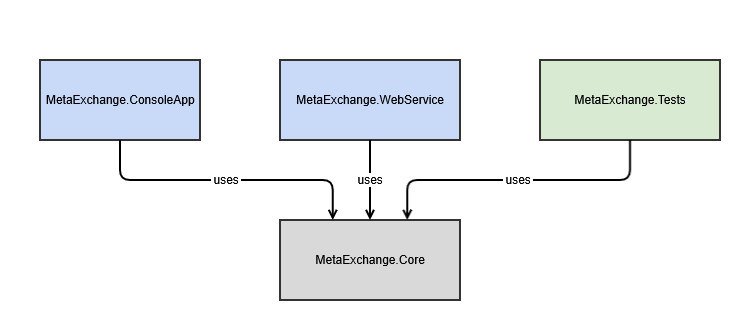 MetaExchange.ConsoleApp
MetaExchange.WebService
MetaExchange.Tests
uses
uses
uses
MetaExchange.Core